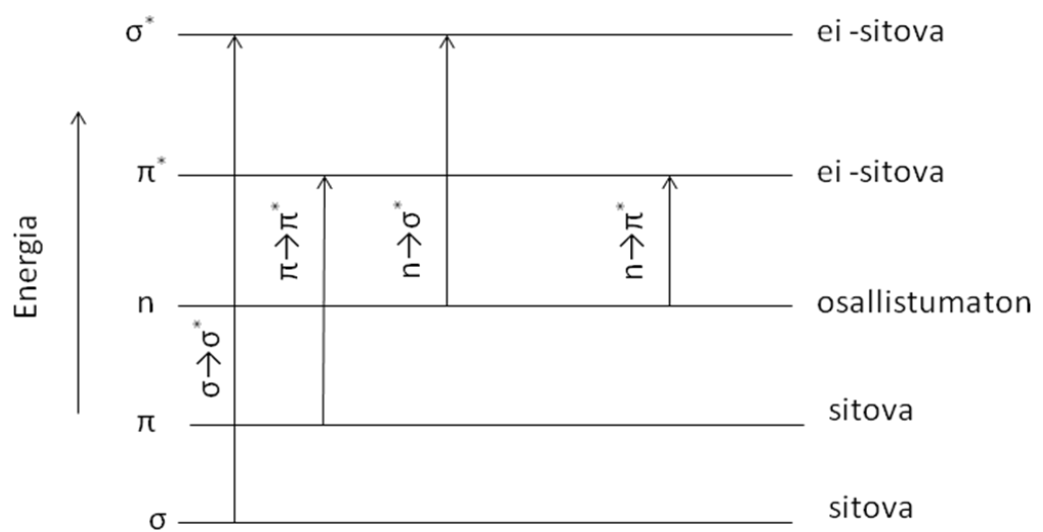 σ* ei -sitova
π* ei -sitova
π→π*
n→σ*
n→π*
Energia
n osallistumaton
σ→σ*
π sitova
σ sitova